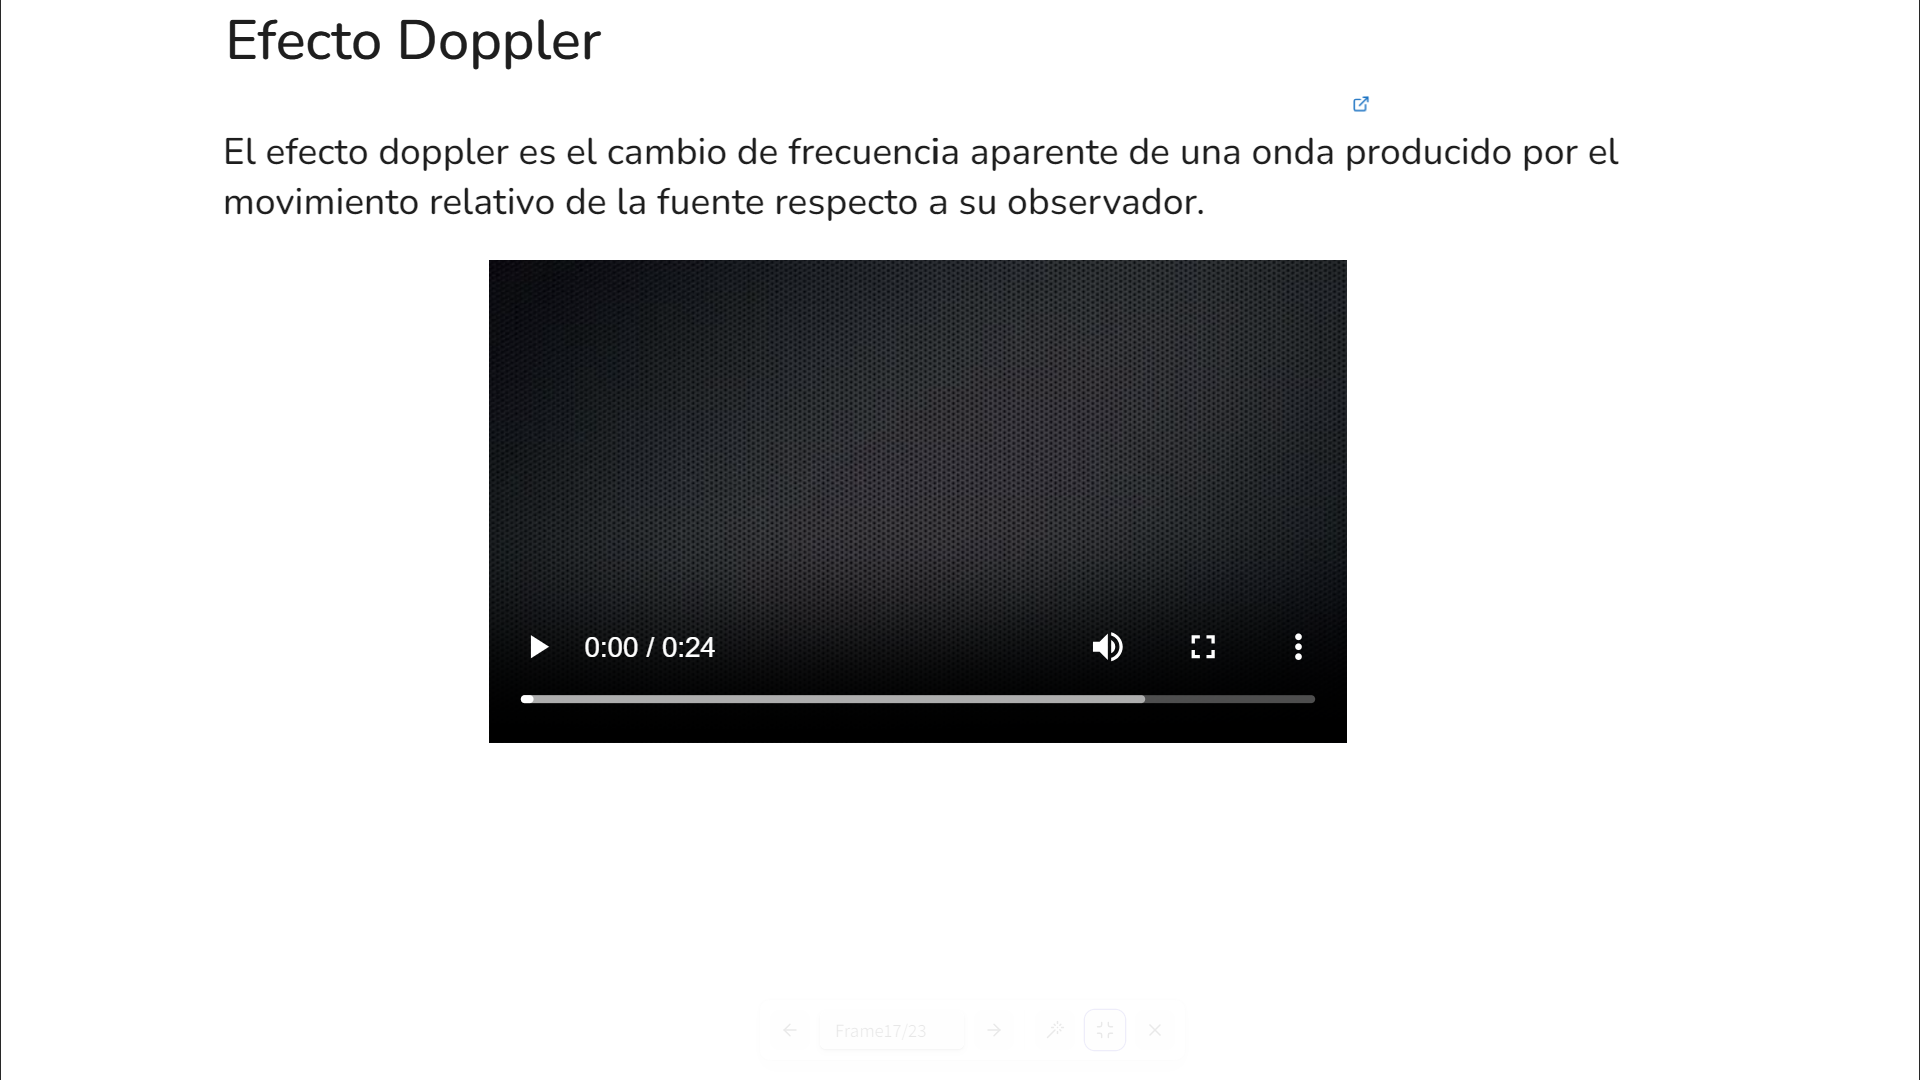 Efecto Doppler
El efecto doppler es el cambio de frecuencia aparente de una onda producido por el
movimiento relativo de la fuente respecto a su observador.
0:00 / 0:24
Frame17/23